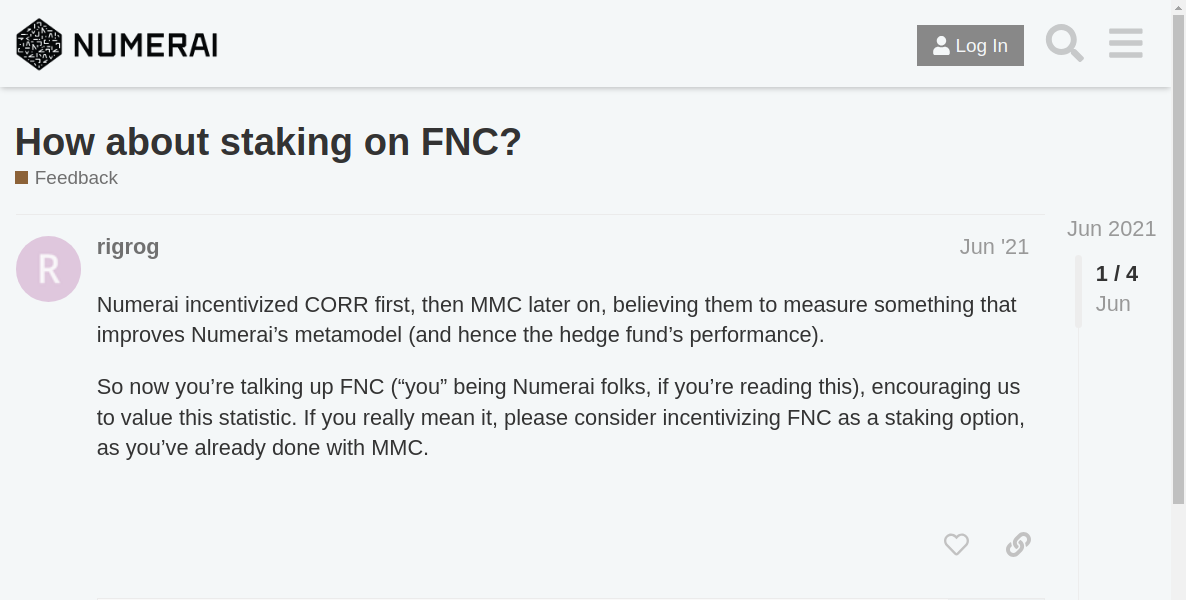 NUMERAI
Log In
How about staking on FNC?
Feedback
R
rigrog
Jun '21
Numerai incentivized CORR first, then MMC later on, believing them to measure something that
improves Numerai’s metamodel (and hence the hedge fund’s performance).
So now you’re talking up FNC (“you” being Numerai folks, if you’re reading this), encouraging us
to value this statistic. If you really mean it, please consider incentivizing FNC as a staking option,
as you’ve already done with MMC.
Jun 2021
1 / 4
Jun